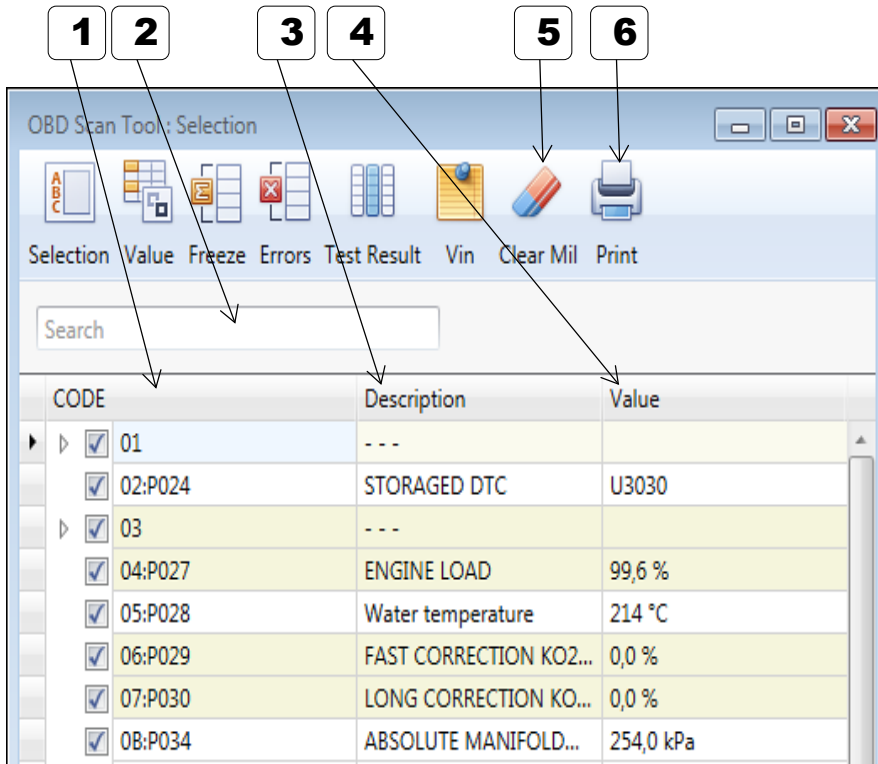 1 2 3 4 5 6
OBD Scan Tool : Selection
A
B
C
Selection Value Freeze Errors Test Result Vin Clear Mil Print
Search
CODE Description Value
01 - - -
02:P024 STORAGED DTC U3030
03 - - -
04:P027 ENGINE LOAD 99,6 %
05:P028 Water temperature 214 °C
06:P029 FAST CORRECTION KO2... 0,0 %
07:P030 LONG CORRECTION KO... 0,0 %
0B:P034 ABSOLUTE MANIFOLD... 254,0 kPa